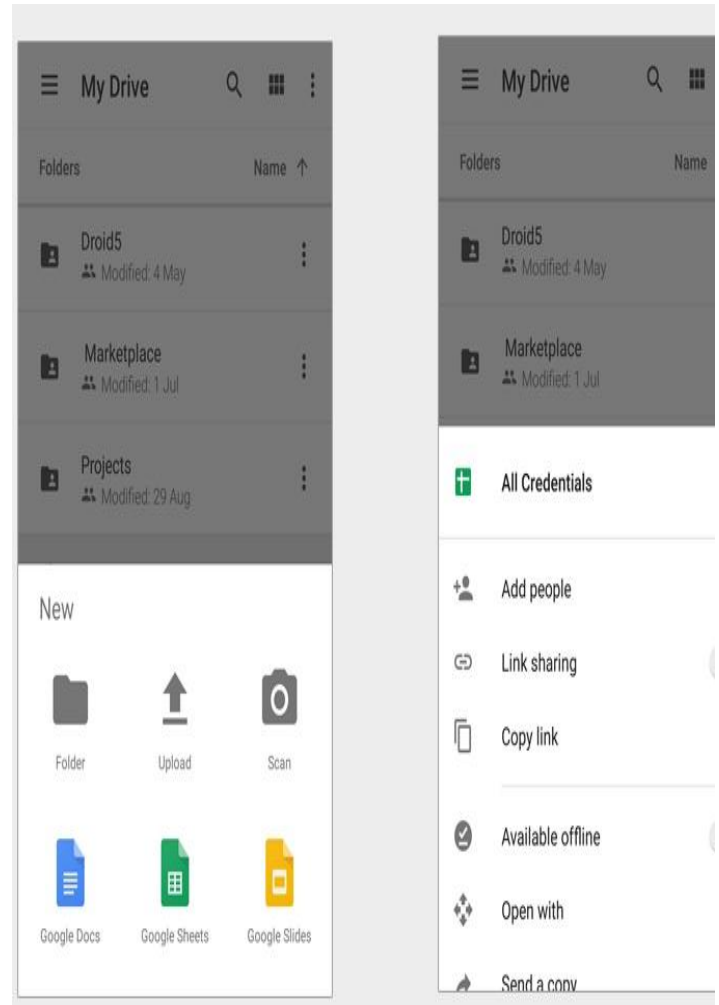 My Drive
Folders Name
Droid5
Modified: 4 May
Marketplace
Modified: 1 Jul
Projects
Modified: 29 Aug
New
Folder Upload Scan
Google Docs Google Sheets Google Slides
My Drive
Folders Name
Droid5
Modified: 4 May
Marketplace
Modified: 1 Jul
All Credentials
Add people
Link sharing
Copy link
Available offline
Open with
Send a copy